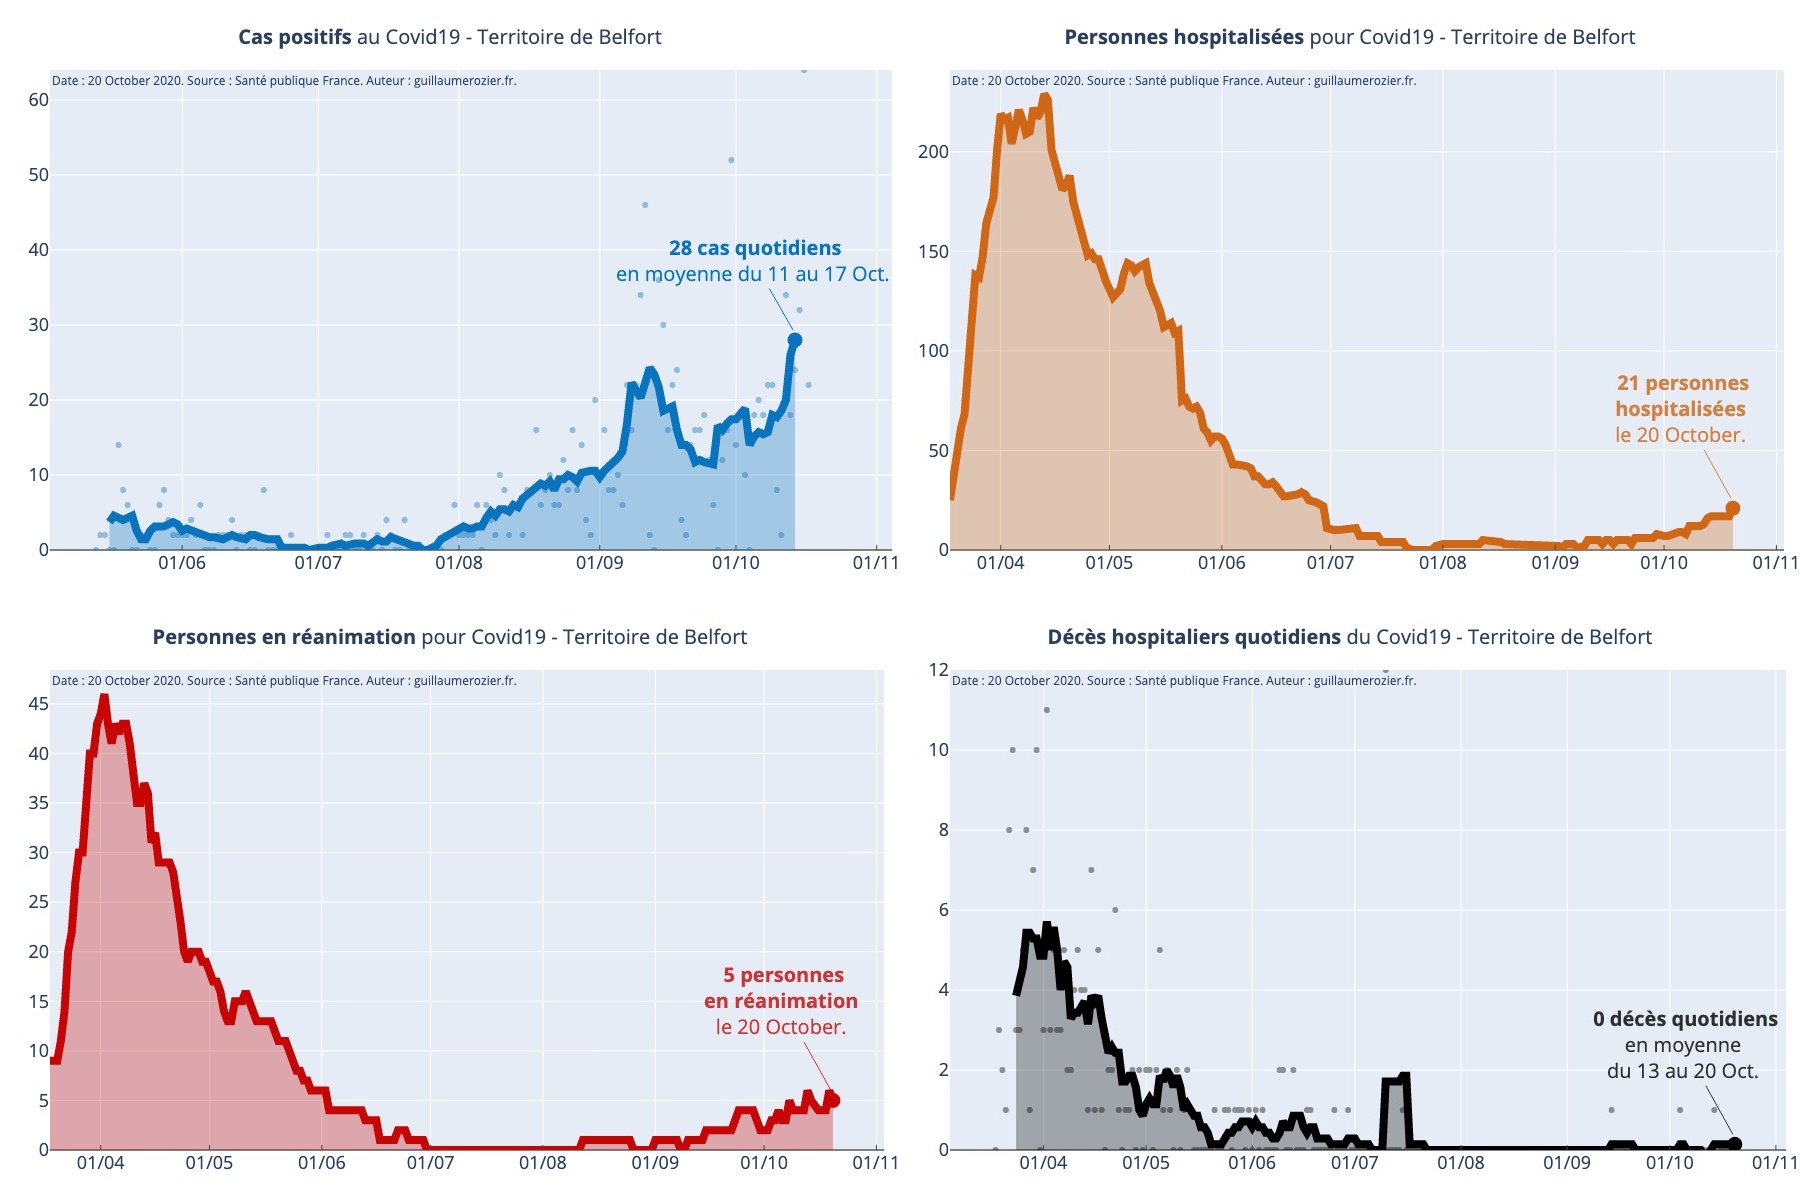 Cas positifs au Covid19 - Territoire de Belfort
Date : 20 October 2020. Source : Santé publique France. Auteur : guillaumerozier.fr.
60
50
40
30
20
10
0
28 cas quotidiens
en moyenne du 11 au 17 Oct.
01/06 01/07 01/08 01/09 01/10 01/11
Personnes hospitalisées pour Covid19 - Territoire de Belfort
Date : 20 October 2020. Source : Santé publique France. Auteur : guillaumerozier.fr.
200
150
100
50
0
21 personnes
hospitalisées
le 20 October.
01/04 01/05 01/06 01/07 01/08 01/09 01/10 01/11
Personnes en réanimation pour Covid19 - Territoire de Belfort
Date : 20 October 2020. Source : Santé publique France. Auteur : guillaumerozier.fr.
45
40
35
30
25
20
15
10
5
0
5 personnes
en réanimation
le 20 October.
01/04 01/05 01/06 01/07 01/08 01/09 01/10 01/11
Décès hospitaliers quotidiens du Covid19 - Territoire de Belfort
12
Date : 20 October 2020. Source : Santé publique France. Auteur : guillaumerozier.fr.
10
8
6
4
2
0
0 décès quotidiens
en moyenne
du 13 au 20 Oct.
01/04 01/05 01/06 01/07 01/08 01/09 01/10 01/11